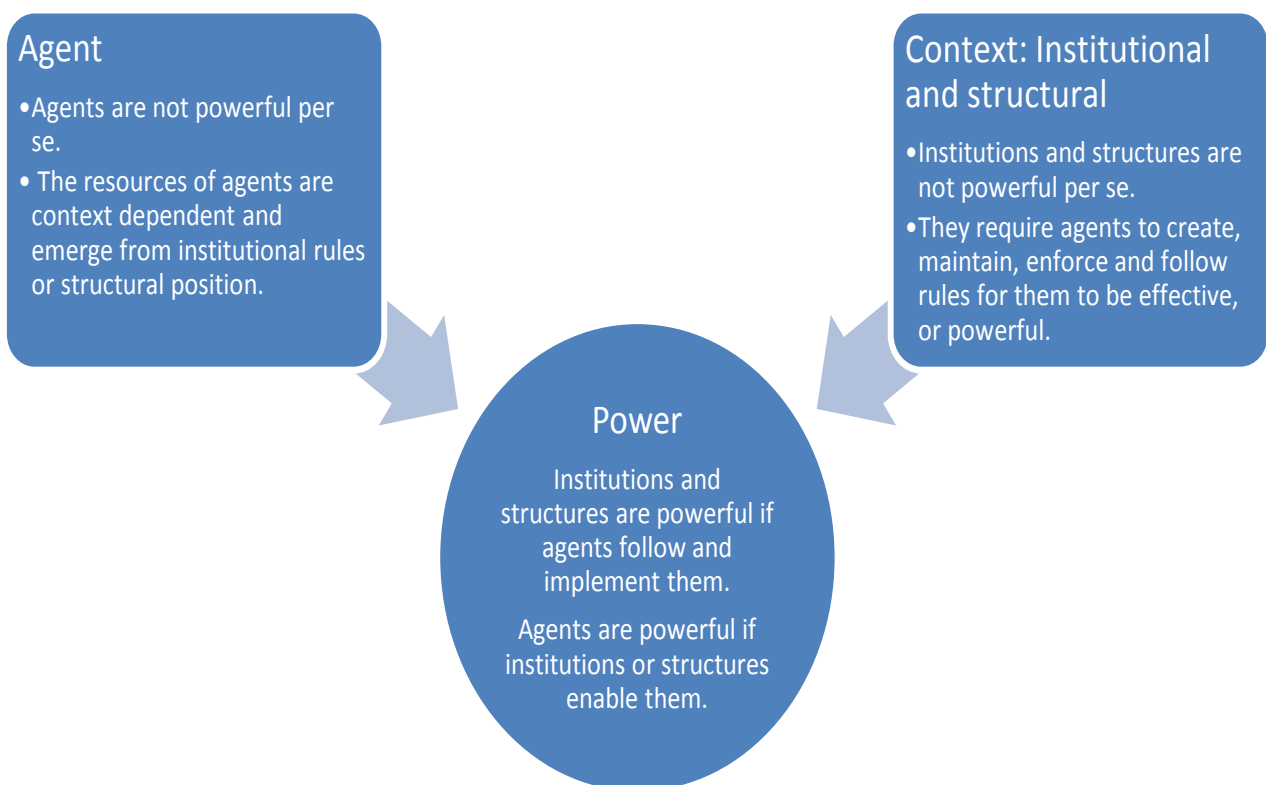 Agent
•Agents are not powerful per
se.
• The resources of agents are
context dependent and
emerge from institutional rules
or structural position.
Context: Institutional
and structural
•Institutions and structures are
not powerful per se.
•They require agents to create,
maintain, enforce and follow
rules for them to be effective,
or powerful.
Power
Institutions and
structures are powerful if
agents follow and
implement them.
Agents are powerful if
institutions or structures
enable them.